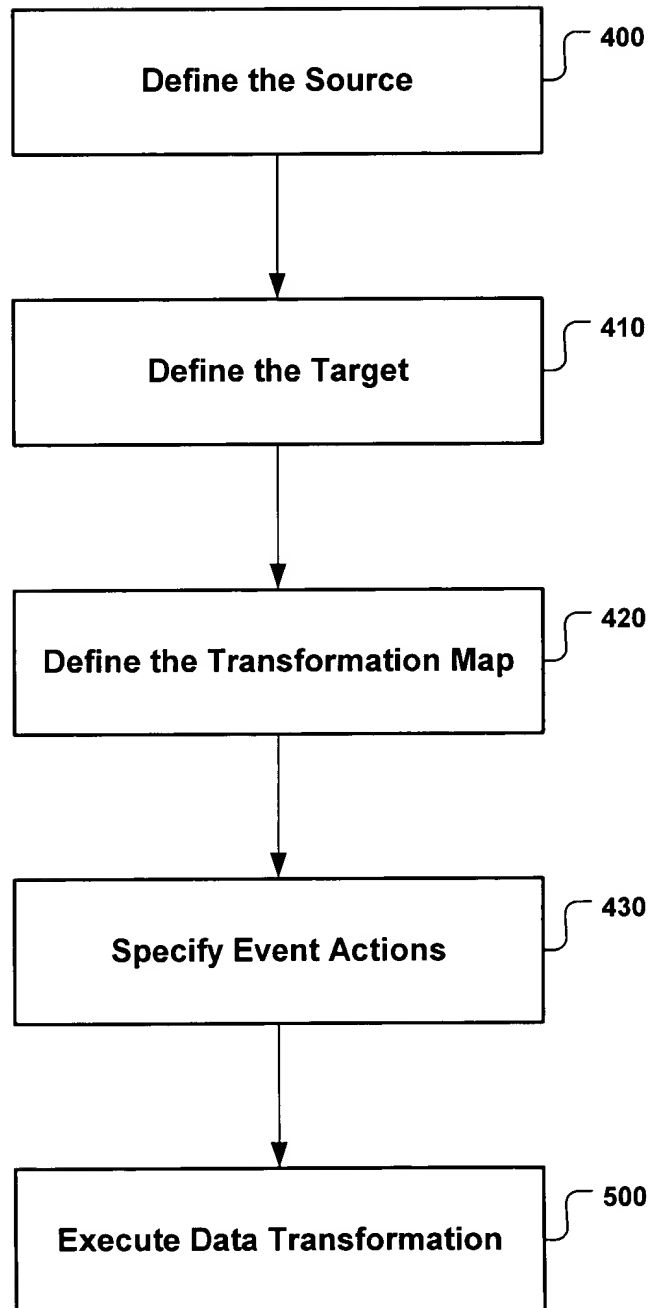 400
Define the Source
410
Define the Target
420
Define the Transformation Map
430
Specify Event Actions
500
Execute Data Transformation